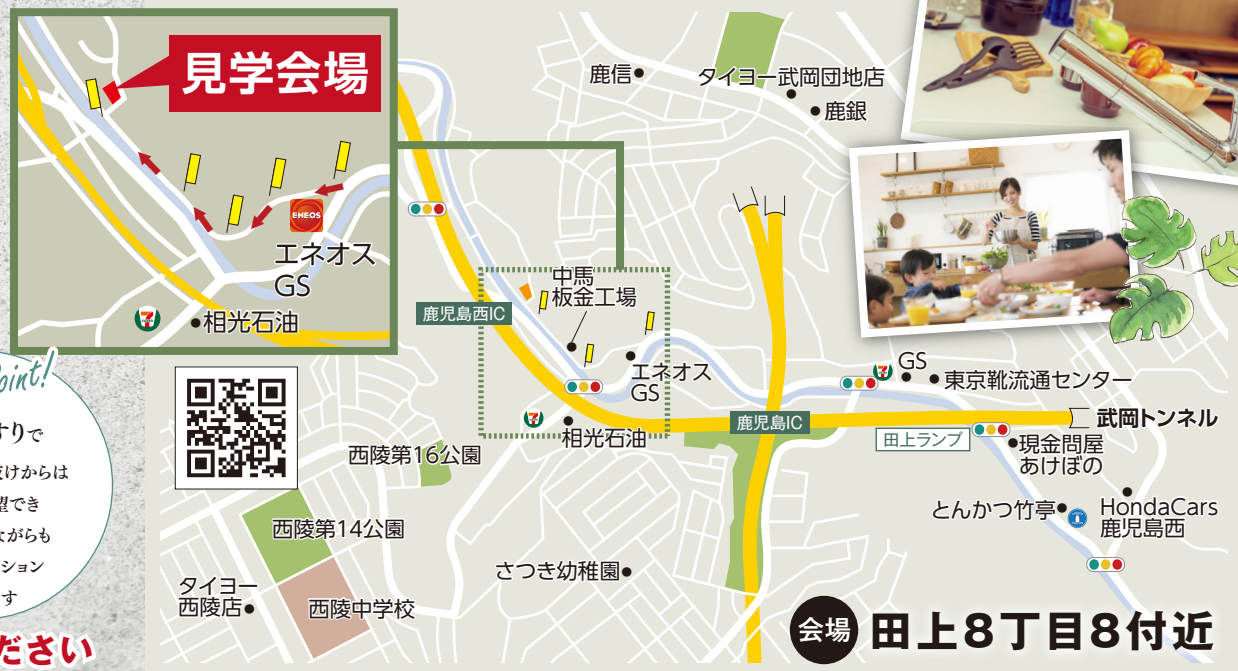 見学会場
ENEOS
エネオス
GS
相光石油
鹿信
タイヨー武岡団地店
鹿銀
中馬
板金工場
鹿児島西IC
エネオス
GS
相光石油
GS
東京靴流通センター
鹿児島IC
武岡トンネル
田上ランプ
現金問屋
あけぼの
西陵第16公園
とんかつ竹亭
HondaCars
鹿児島西
西陵第14公園
さつき幼稚園
タイヨー
西陵店
西陵中学校
oint!
すりで
抜けからは
望でき
ながらも
ション
す
ださい
会場 田上8丁目8付近